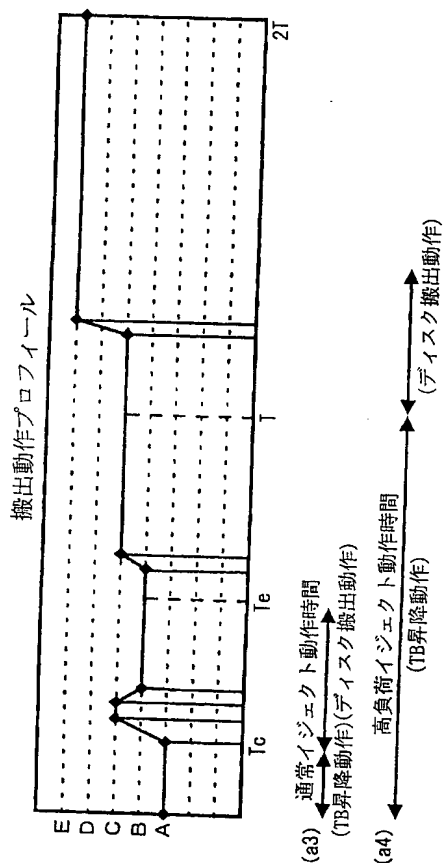 搬出動作プロフィール
E
D
C
B
A
Tc
Te
T
2T
(a3)
通常イジェクト動作時間
(TB昇降動作)(ディスク搬出動作)
(a4)
高負荷イジェクト動作時間
(TB昇降動作)
(ディスク搬出動作)